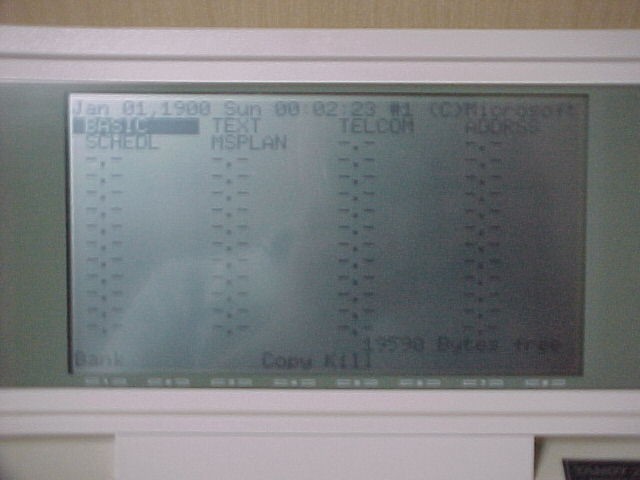 Jan 01,1900 Sun 00:02:23 #1 (C)Microsoft
BASIC TEXT TELCOM ADDRSS
SCHEDL MSPLAN -.- -.-
-.- -.- -.- -.-
-.- -.- -.- -.-
-.- -.- -.- -.-
-.- -.- -.- -.-
-.- -.- -.- -.-
-.- -.- -.- -.-
-.- -.- -.- -.-
-.- -.- -.- -.-
-.- -.- -.- -.-
-.- -.- -.- -.-
-.- -.- -.- -.-
19590 Bytes free
Bank Copy Kill
TANDY